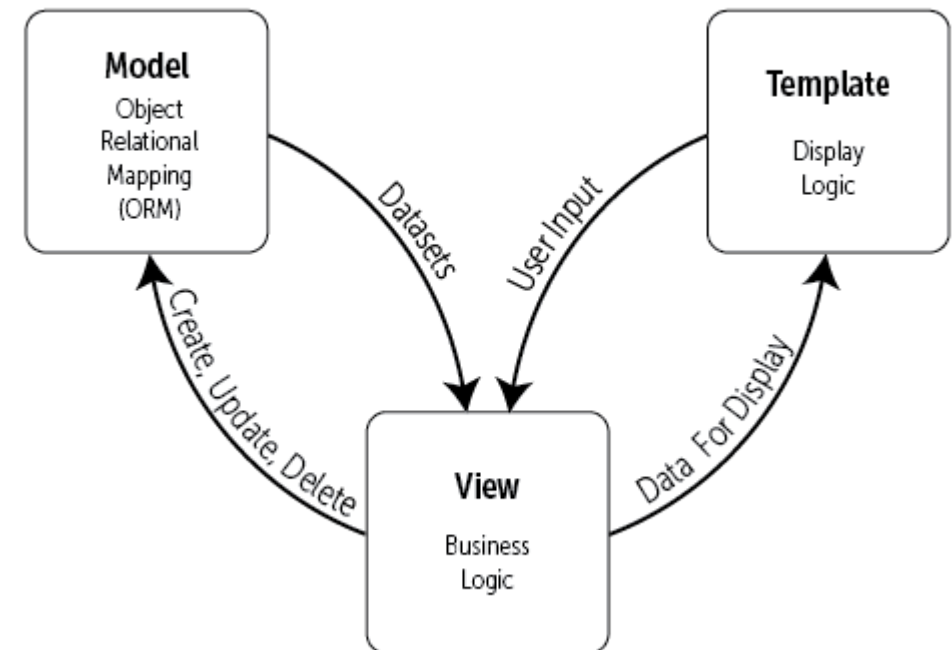 Model
Object
Relational
Mapping
(ORM)
Template
Display
Logic
Datasets
User Input
Create, Update, Delete
Data For Display
View
Business
Logic